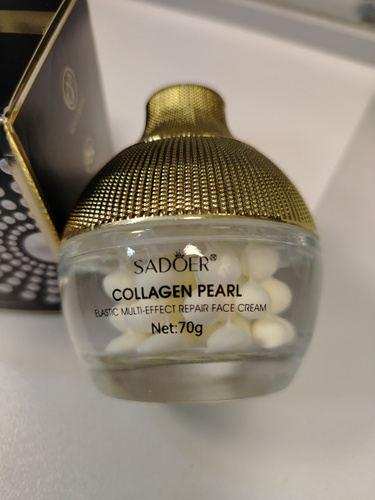 SADOER®
COLLAGEN PEARL
ELASTIC MULTI-EFFECT REPAIR FACE CREAM
Net:70g